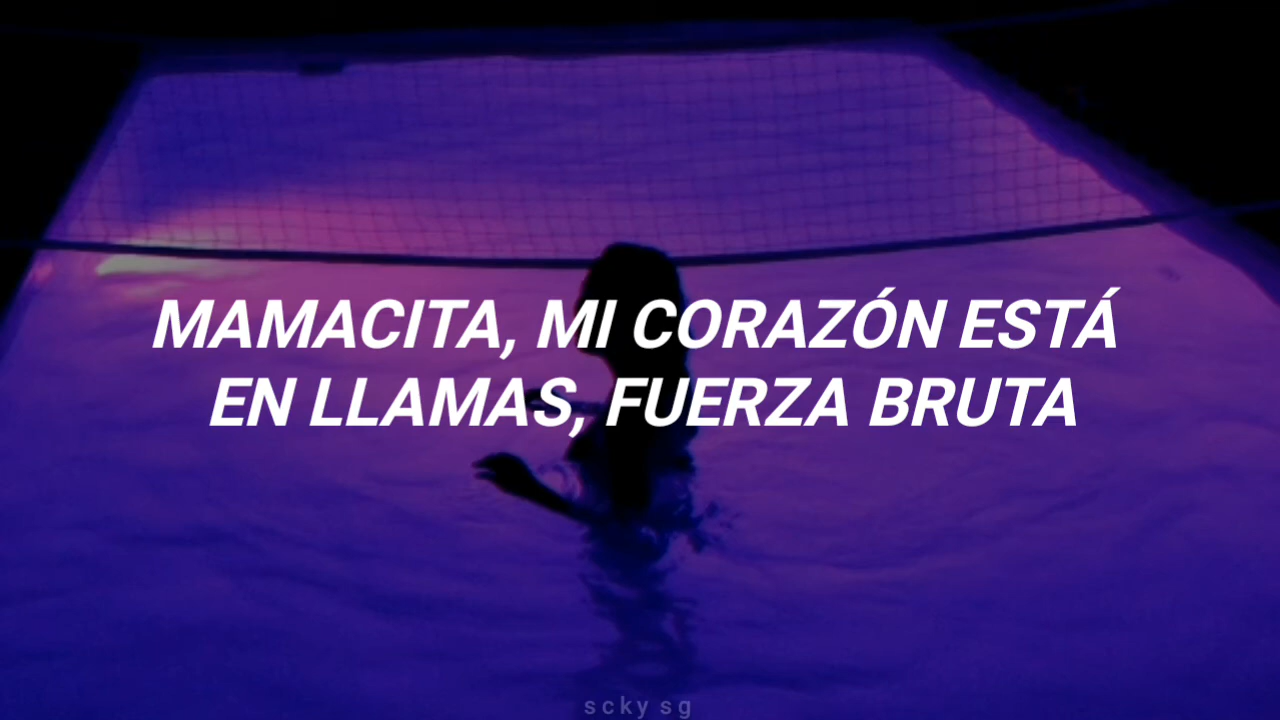 MAMACITA, MI CORAZÓN ESTÁ
EN LLAMAS, FUERZA BRUTA
scky sg